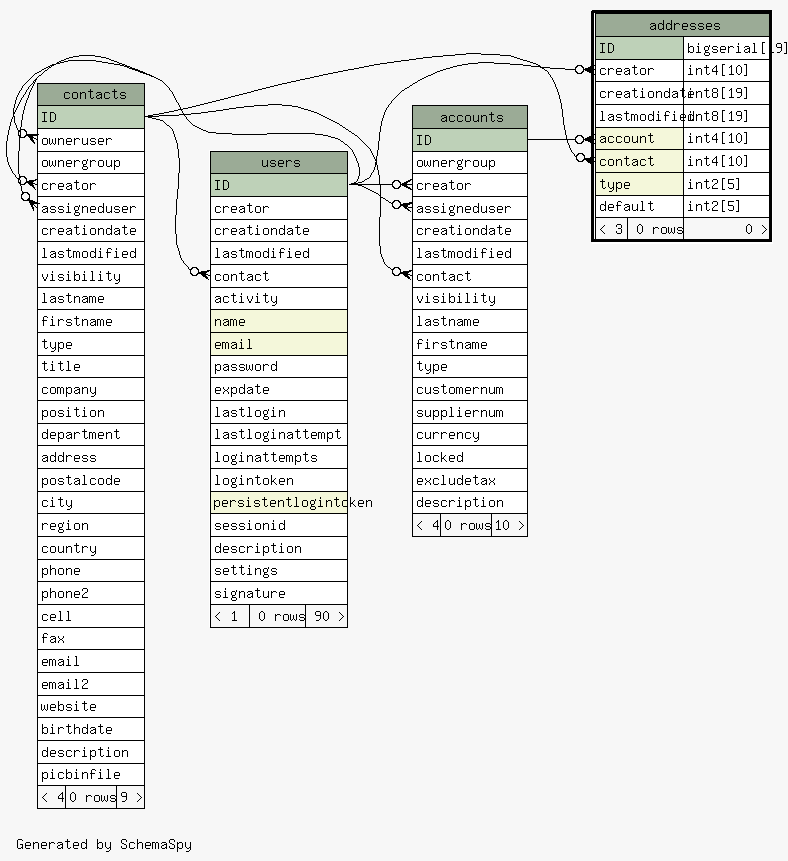 addresses
ID bigserial[19]
creator int4[10]
creationdate int8[19]
lastmodified int8[19]
account int4[10]
contact int4[10]
type int2[5]
default int2[5]
< 3 0 rows 0 >
contacts
ID
owneruser
ownergroup
creator
assigneduser
creationdate
lastmodified
visibility
lastname
firstname
type
title
company
position
department
address
postalcode
city
region
country
phone
phone2
cell
fax
email
email2
website
birthdate
description
picbinfile
< 4 0 rows 9 >
users
ID
creator
creationdate
lastmodified
contact
activity
name
email
password
expdate
lastlogin
lastloginattempt
loginattempts
logintoken
persistentlogintoken
sessionid
description
settings
signature
< 1 0 rows 90 >
accounts
ID
ownergroup
creator
assigneduser
creationdate
lastmodified
contact
visibility
lastname
firstname
type
customernum
suppliernum
currency
locked
excludetax
description
< 4 0 rows 10 >
Generated by SchemaSpy